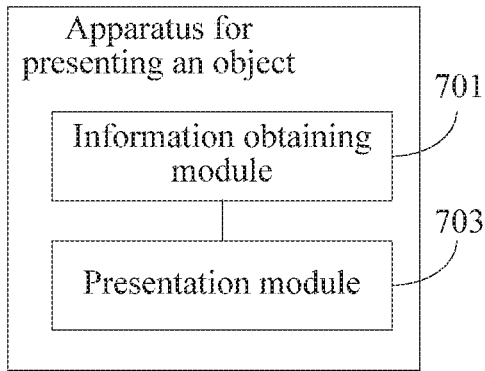 Apparatus for
presenting an object
701
Information obtaining
module
703
Presentation module